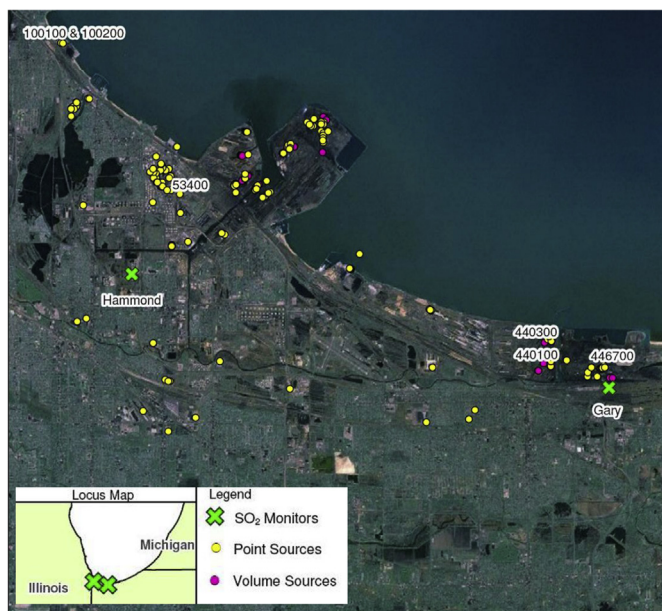 100100 & 100200
53400
Hammond
440300
440100
446700
Gary
Locus Map
Michigan
Illinois
Legend
SO₂ Monitors
Point Sources
Volume Sources